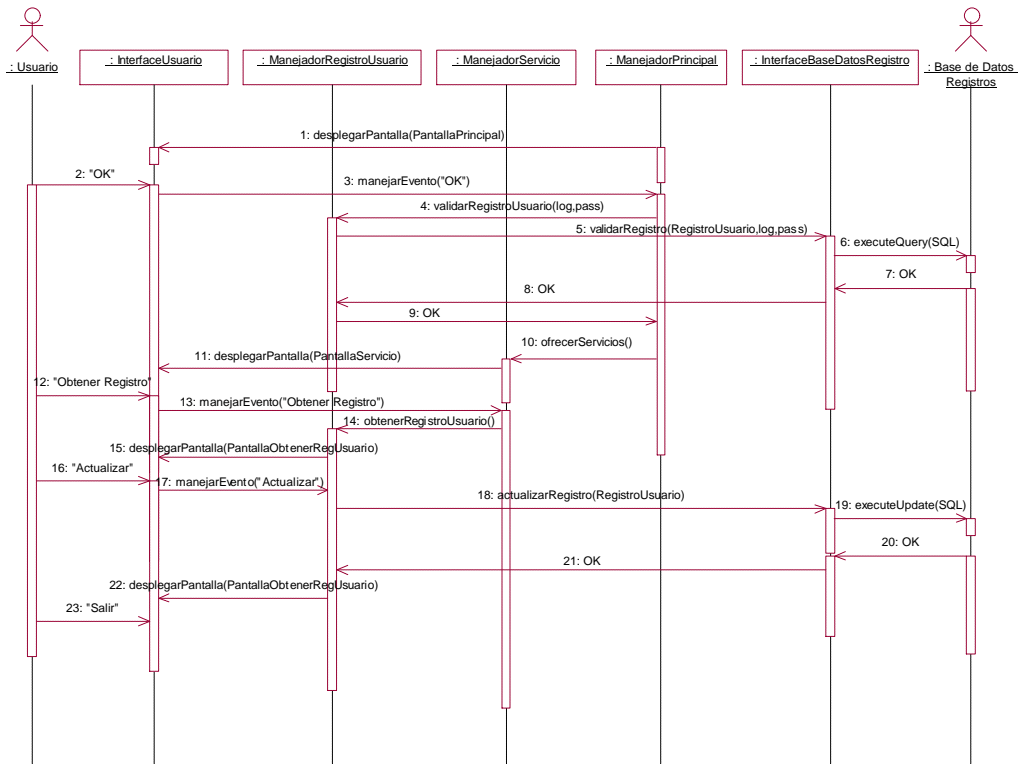 : Usuario
: InterfaceUsuario
: ManejadorRegistroUsuario
: ManejadorServicio
: ManejadorPrincipal
: InterfaceBaseDatosRegistro
: Base de Datos
Registros
1: desplegarPantalla(PantallaPrincipal)
2: "OK"
3: manejarEvento("OK")
4: validarRegistroUsuario(log,pass)
5: validarRegistro(RegistroUsuario,log,pass)
6: executeQuery(SQL)
7: OK
8: OK
9: OK
10: ofrecerServicios()
11: desplegarPantalla(PantallaServicio)
12: "Obtener Registro"
13: manejarEvento("Obtener Registro")
14: obtenerRegistroUsuario()
15: desplegarPantalla(PantallaObtenerRegUsuario)
16: "Actualizar"
17: manejarEvento("Actualizar")
18: actualizarRegistro(RegistroUsuario)
19: executeUpdate(SQL)
20: OK
21: OK
22: desplegarPantalla(PantallaObtenerRegUsuario)
23: "Salir"